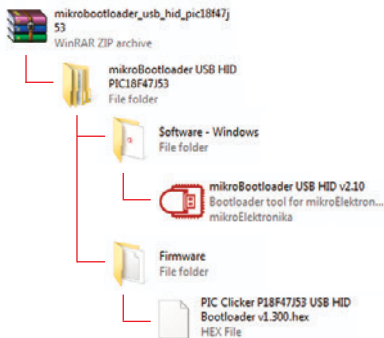 mikrobootloader_usb_hid_pic18f47j
53
WinRAR ZIP archive
mikroBootloader USB HID
PIC18F47J53
File folder
Software - Windows
File folder
mikroBootloader USB HID v2.10
Bootloader tool for mikroElektron...
mikroElektronika
Firmware
File folder
PIC Clicker P18F47J53 USB HID
Bootloader v1.300.hex
HEX File